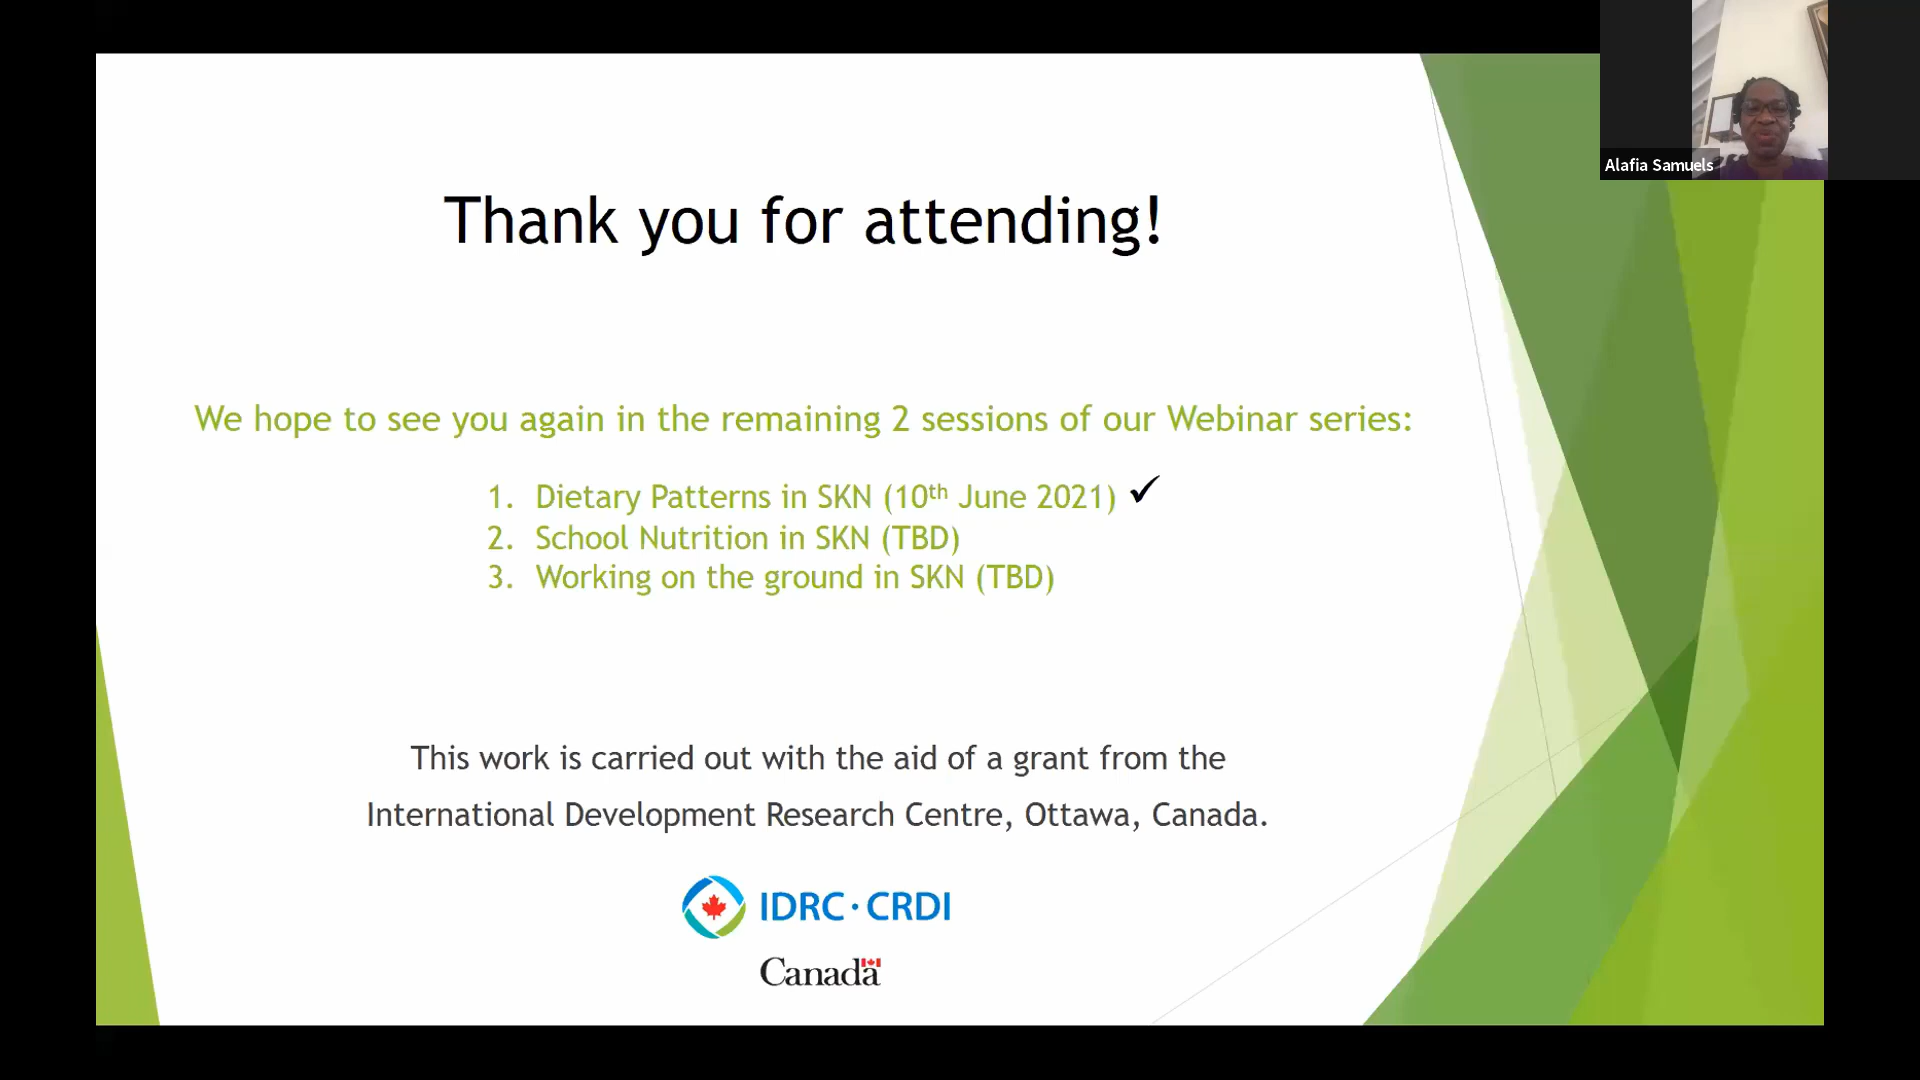 Alafia Samuels
Thank you for attending!
We hope to see you again in the remaining 2 sessions of our Webinar series:
1. Dietary Patterns in SKN (10th June 2021) ✓
2. School Nutrition in SKN (TBD)
3. Working on the ground in SKN (TBD)
This work is carried out with the aid of a grant from the
International Development Research Centre, Ottawa, Canada.
IDRC · CRDI
Canada